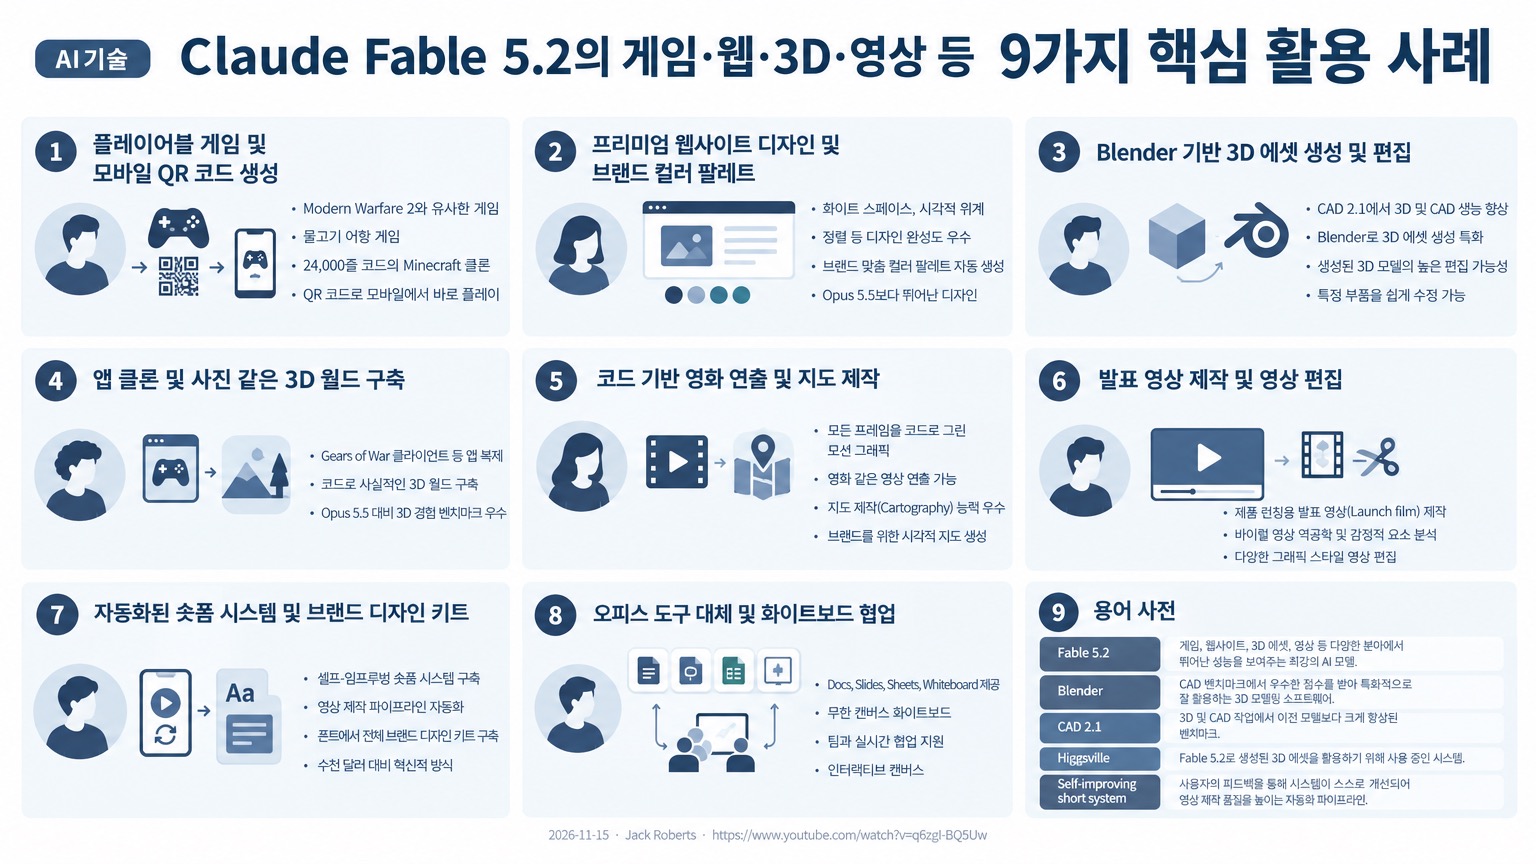 AI 기술
Claude Fable 5.2의 게임·웹·3D·영상 등 9가지 핵심 활용 사례
1
플레이어블 게임 및
모바일 QR 코드 생성
• Modern Warfare 2와 유사한 게임
• 물고기 어항 게임
• 24,000줄 코드의 Minecraft 클론
• QR 코드로 모바일에서 바로 플레이
2
프리미엄 웹사이트 디자인 및
브랜드 컬러 팔레트
• 화이트 스페이스, 시각적 위계
• 정렬 등 디자인 완성도 우수
• 브랜드 맞춤 컬러 팔레트 자동 생성
• Opus 5.5보다 뛰어난 디자인
3
Blender 기반 3D 에셋 생성 및 편집
• CAD 2.1에서 3D 및 CAD 성능 향상
• Blender로 3D 에셋 생성 특화
• 생성된 3D 모델의 높은 편집 가능성
• 특정 부품을 쉽게 수정 가능
4
앱 클론 및 사진 같은 3D 월드 구축
• Gears of War 클라이언트 등 앱 복제
• 코드로 사실적인 3D 월드 구축
• Opus 5.5 대비 3D 경험 벤치마크 우수
5
코드 기반 영화 연출 및 지도 제작
• 모든 프레임을 코드로 그린
모션 그래픽
• 영화 같은 영상 연출 가능
• 지도 제작(Cartography) 능력 우수
• 브랜드를 위한 시각적 지도 생성
6
발표 영상 제작 및 영상 편집
• 제품 런칭용 발표 영상(Launch film) 제작
• 바이럴 영상 역공학 및 감정적 요소 분석
• 다양한 그래픽 스타일 영상 편집
7
자동화된 숏폼 시스템 및 브랜드 디자인 키트
Aa
• 셀프-임프루빙 숏폼 시스템 구축
• 영상 제작 파이프라인 자동화
• 폰트에서 전체 브랜드 디자인 키트 구축
• 수천 달러 대비 혁신적 방식
8
오피스 도구 대체 및 화이트보드 협업
• Docs, Slides, Sheets, Whiteboard 제공
• 무한 캔버스 화이트보드
• 팀과 실시간 협업 지원
• 인터랙티브 캔버스
9
용어 사전
Fable 5.2
게임, 웹사이트, 3D 에셋, 영상 등 다양한 분야에서
뛰어난 성능을 보여주는 최강의 AI 모델.
Blender
CAD 벤치마크에서 우수한 점수를 받아 특화적으로
잘 활용하는 3D 모델링 소프트웨어.
CAD 2.1
3D 및 CAD 작업에서 이전 모델보다 크게 향상된
벤치마크.
Higgsville
Fable 5.2로 생성된 3D 에셋을 활용하기 위해 사용 중인 시스템.
Self-improving
short system
사용자의 피드백을 통해 시스템이 스스로 개선되어
영상 제작 품질을 높이는 자동화 파이프라인.
2026-11-15 · Jack Roberts · https://www.youtube.com/watch?v=q6zgI-BQ5Uw